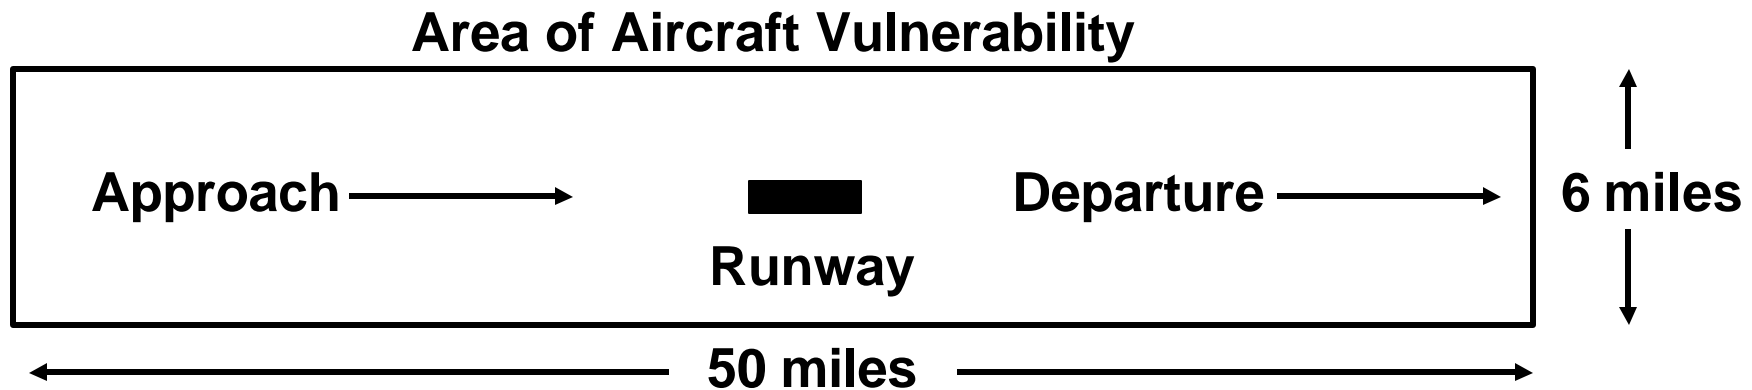 Area of Aircraft Vulnerability
Approach
Departure
6 miles
Runway
50 miles